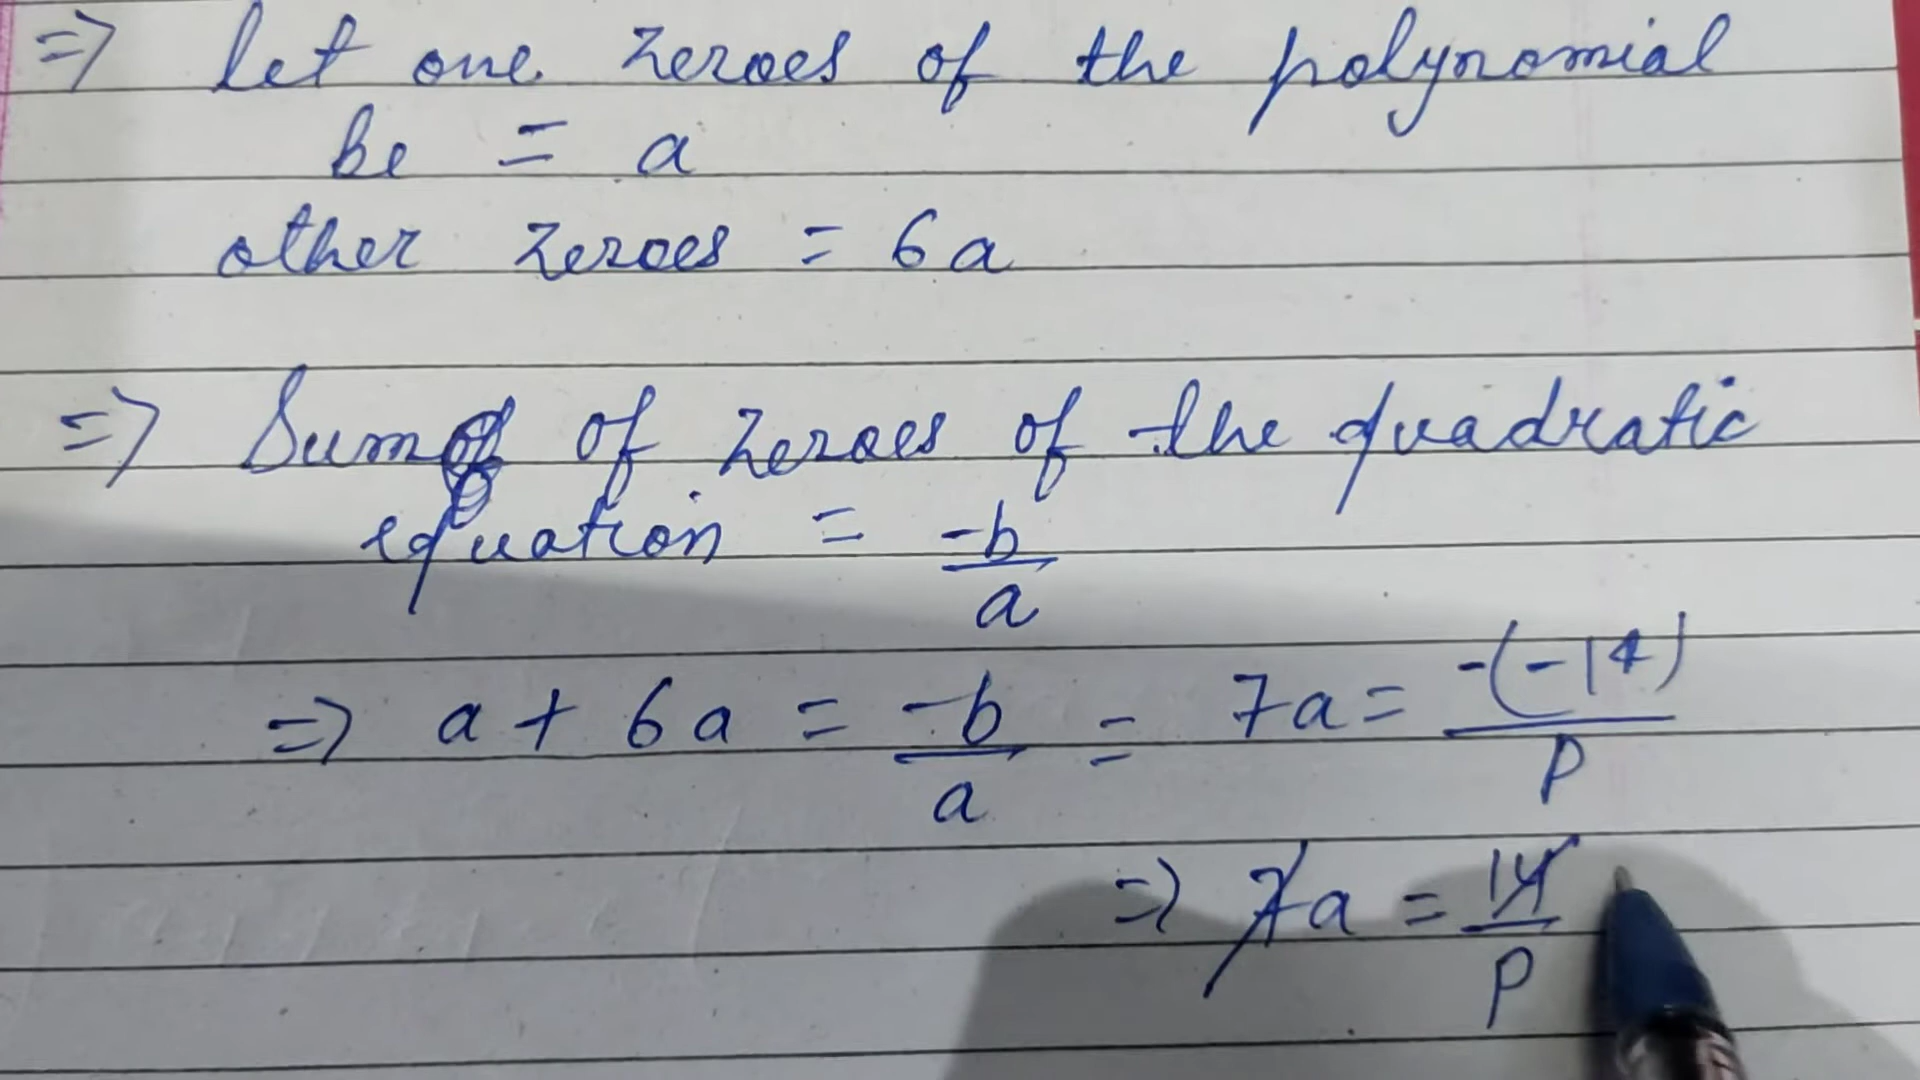 => let one zeroes of the polynomial
be = a
other zeroes = 6a
=> Sum of zeroes of the quadratic
equation = -b/a
=> a + 6a = -b/a = 7a = -(-14)/P
=> 7a = 14/P